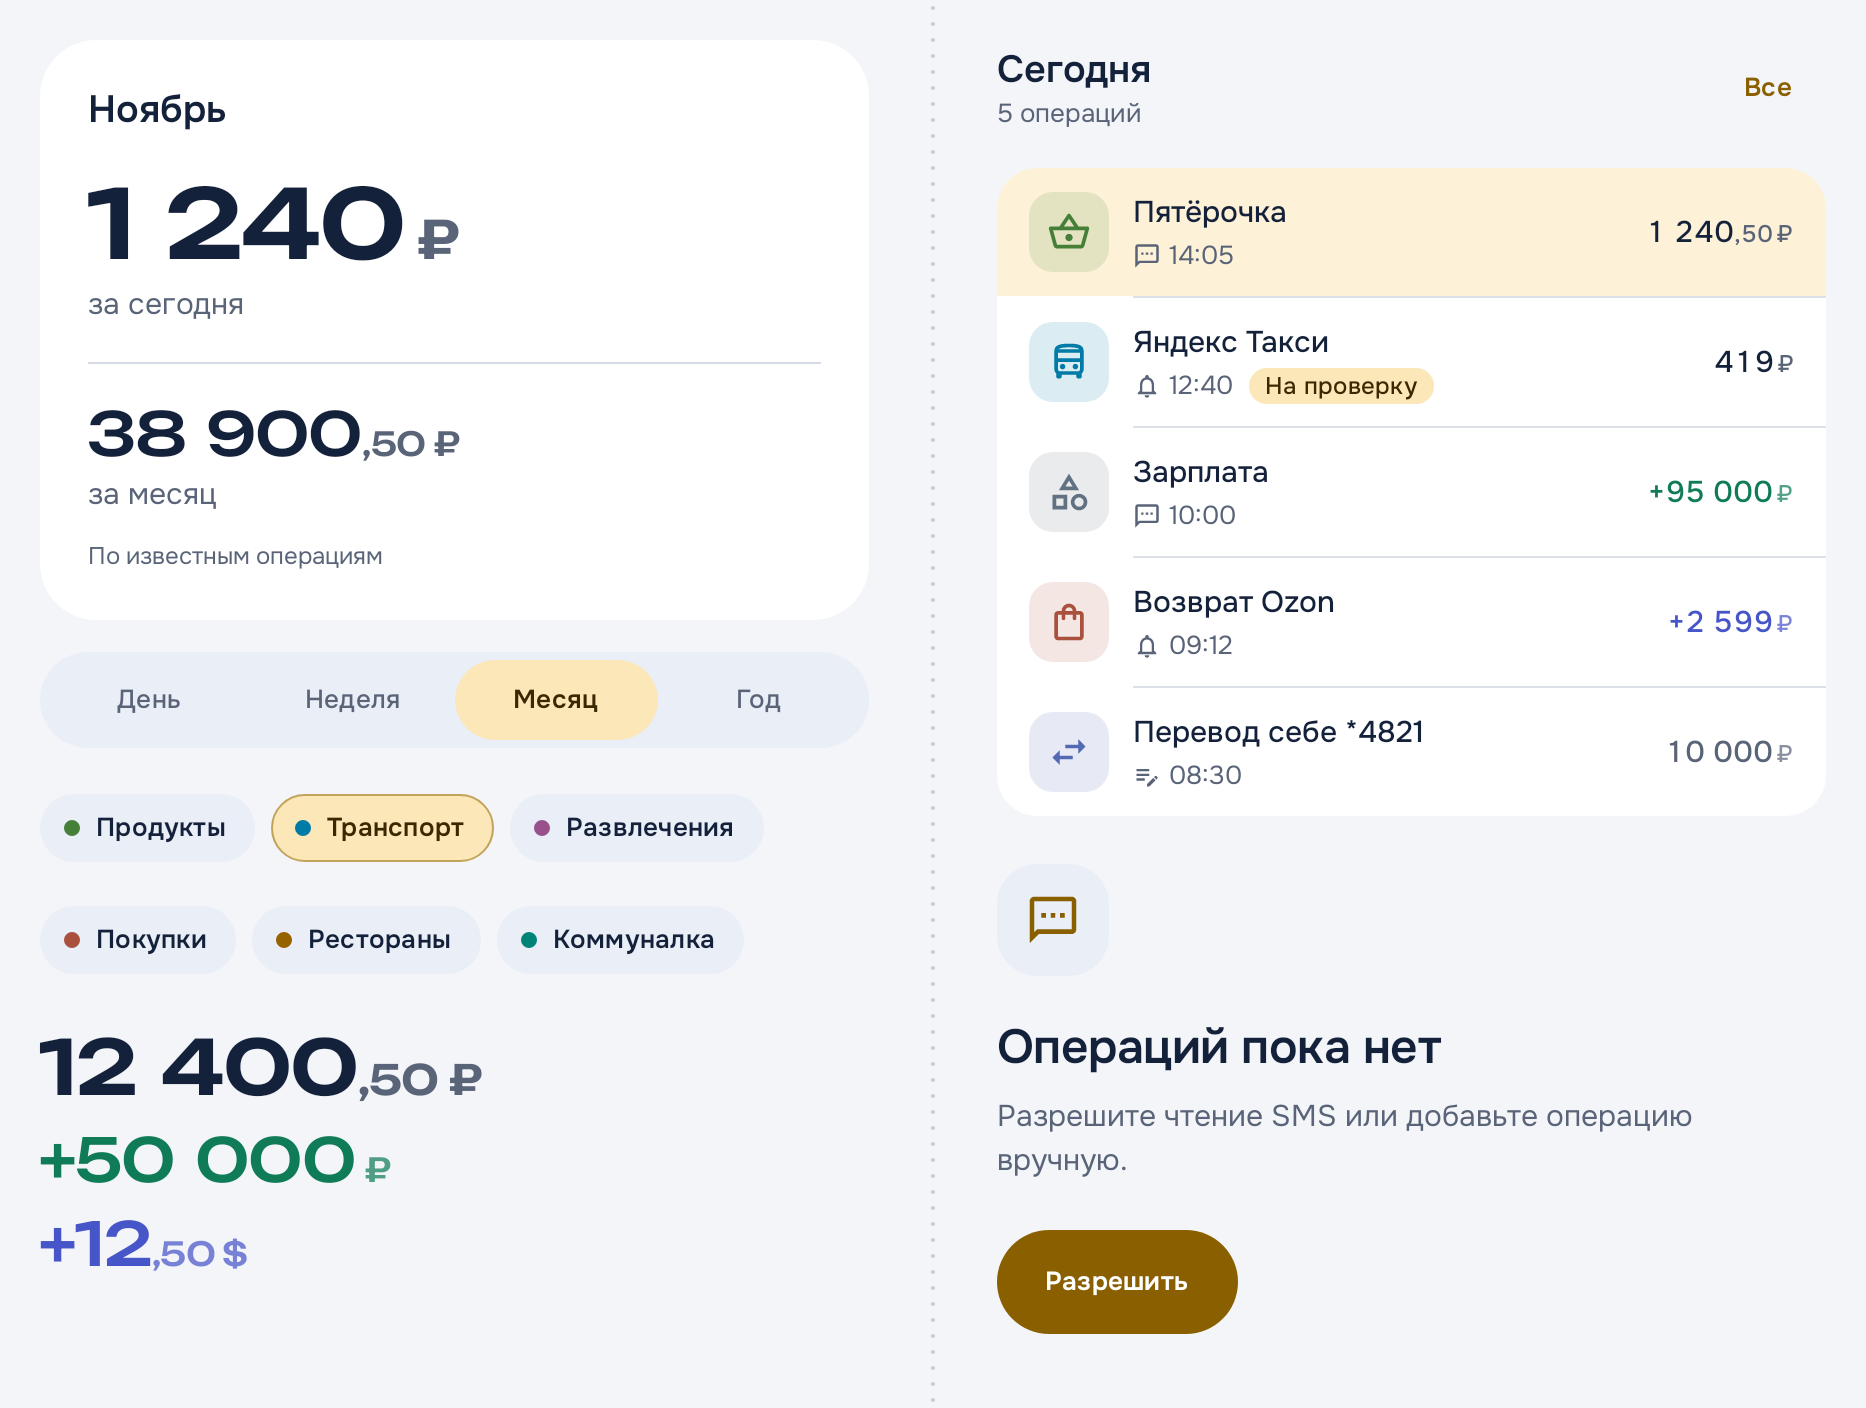 Ноябрь
1 240 ₽
за сегодня
38 900,50 ₽
за месяц
По известным операциям
День Неделя Месяц Год
Продукты Транспорт Развлечения
Покупки Рестораны Коммуналка
12 400,50 ₽
+50 000 ₽
+12,50 $
Сегодня
5 операций
Все
Пятёрочка
14:05
1 240,50 ₽
Яндекс Такси
12:40 На проверку
419 ₽
Зарплата
10:00
+95 000 ₽
Возврат Ozon
09:12
+2 599 ₽
Перевод себе *4821
08:30
10 000 ₽
Операций пока нет
Разрешите чтение SMS или добавьте операцию
вручную.
Разрешить